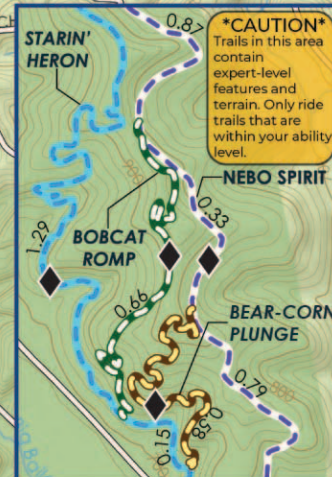 STARIN'
HERON
0.87
*CAUTION*
Trails in this area
contain
expert-level
features and
terrain. Only ride
trails that are
within your ability
level.
NEBO SPIRIT
0.33
BOBCAT
ROMP
1.29
0.66
BEAR-CORN
PLUNGE
0.79
880
0.58
0.15